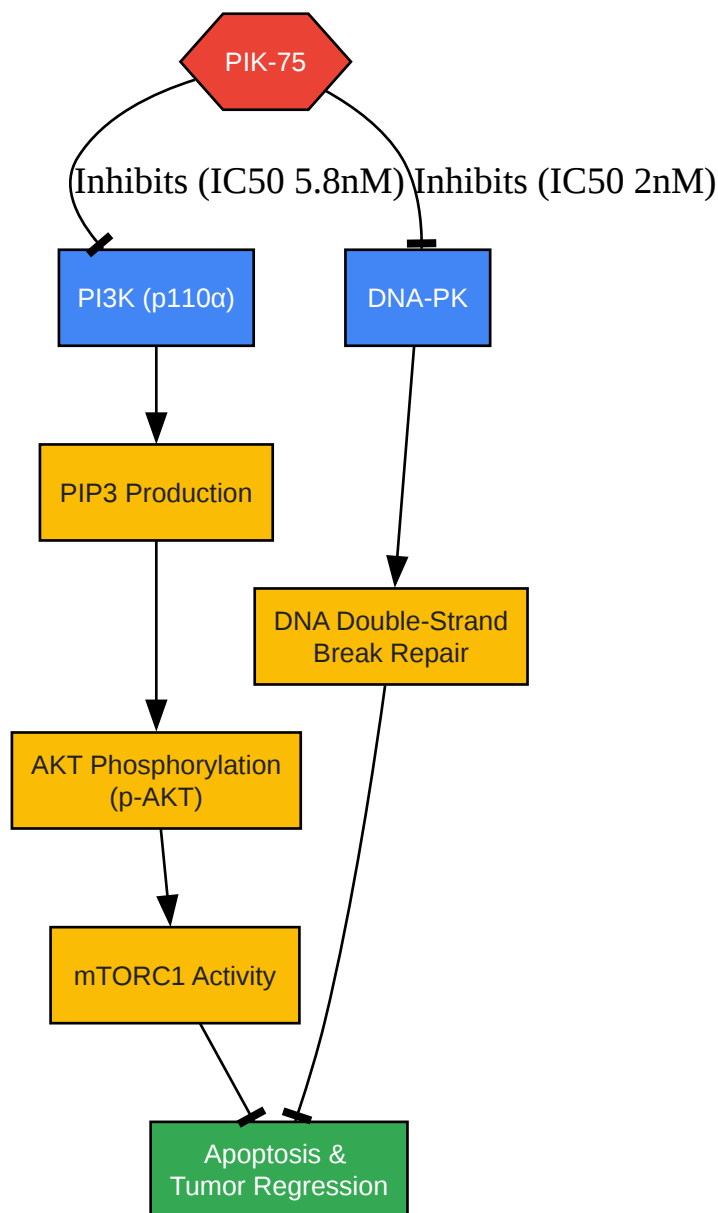 PIK-75
Inhibits (IC50 5.8nM)
Inhibits (IC50 2nM)
PI3K (p110α)
DNA-PK
PIP3 Production
DNA Double-Strand
Break Repair
AKT Phosphorylation
(p-AKT)
mTORC1 Activity
Apoptosis &
Tumor Regression